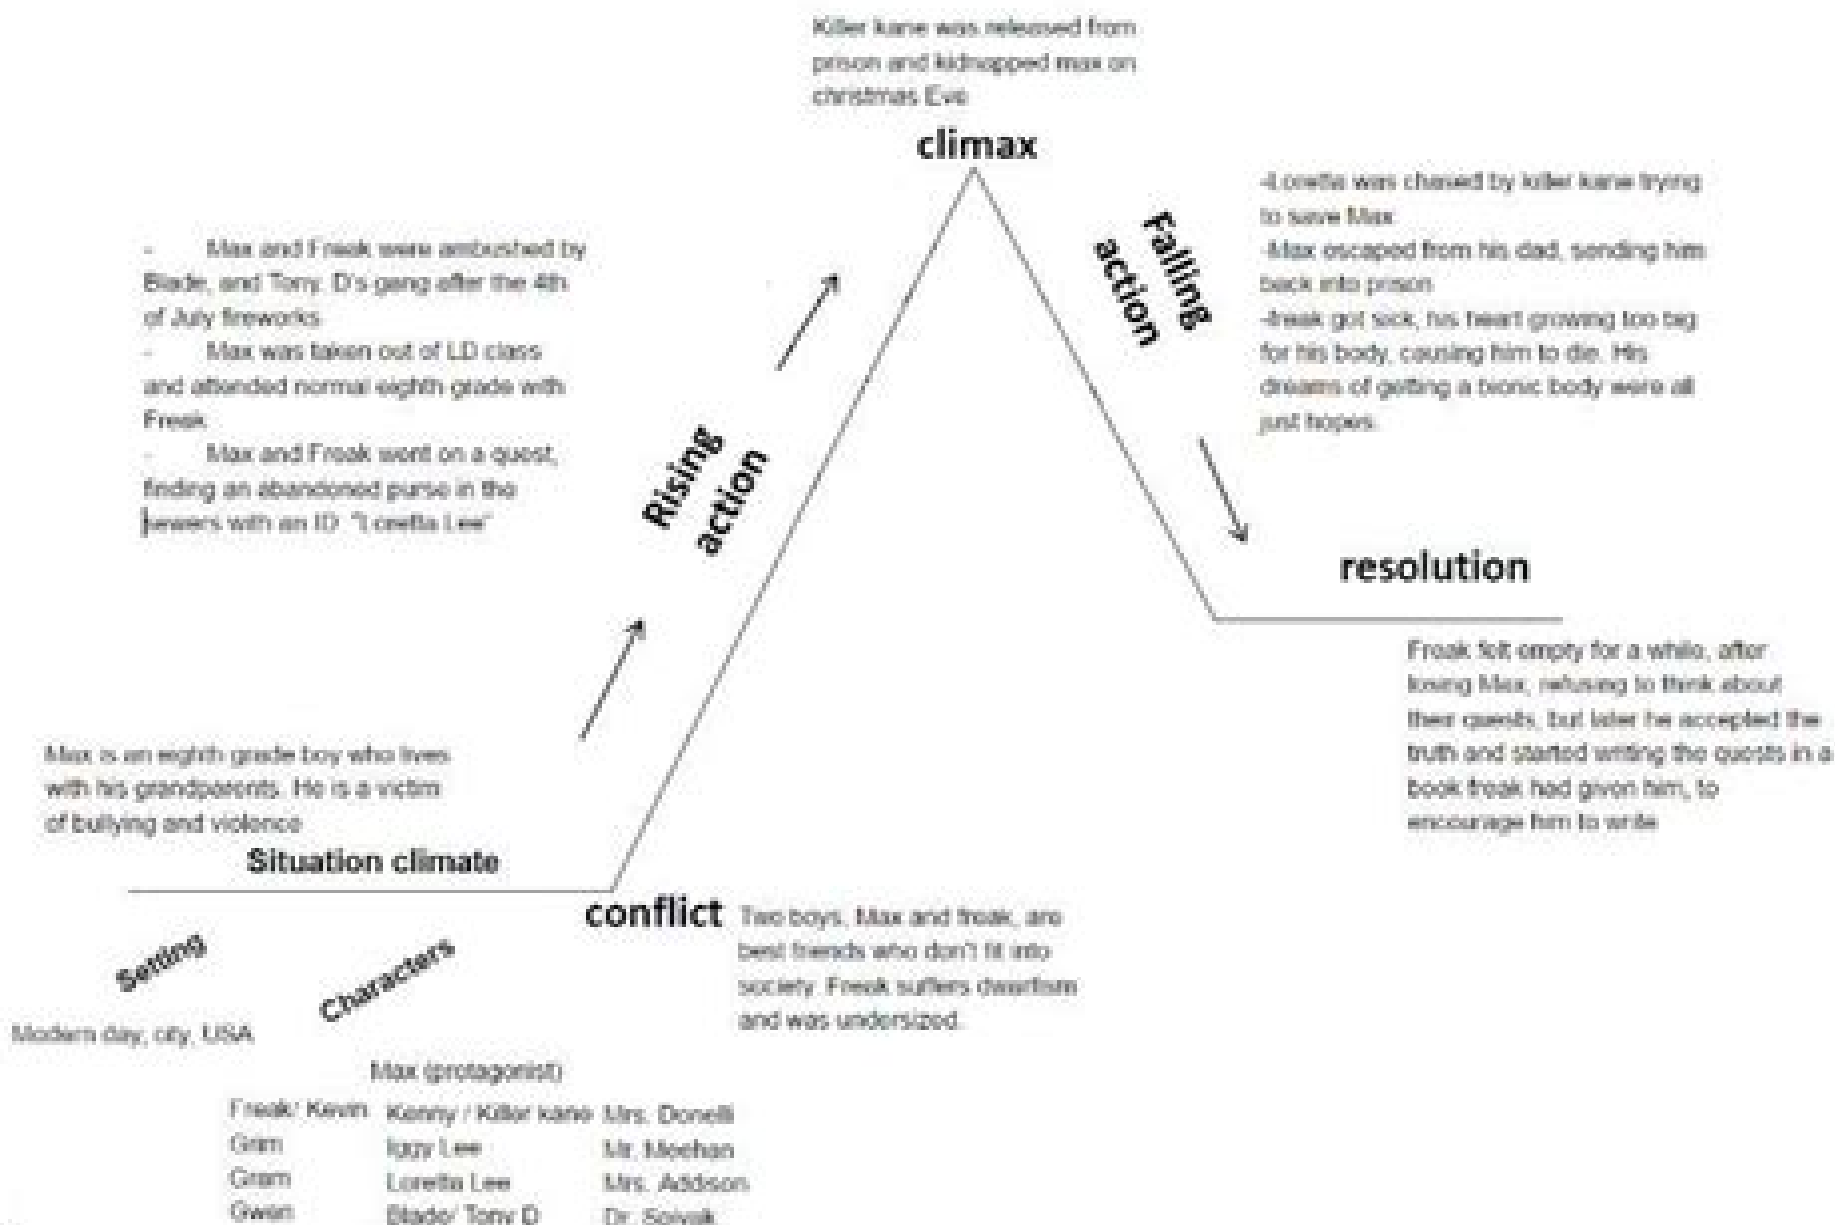 Killer kane was released from
prison and kidnapped max on
christmas Eve
climax
-Loretta was chased by killer kane trying
to save Max
-Max escaped from his dad, sending him
back into prison
-freak got sick, his heart growing too big
for his body, causing him to die. His
dreams of getting a bionic body were all
just hopes.
Falling
action
- Max and Freak were ambushed by
Blade, and Tony. D's gang after the 4th
of July fireworks
- Max was taken out of LD class
and attended normal eighth grade with
Freak
- Max and Freak went on a quest,
finding an abandoned purse in the
sewers with an ID "Loretta Lee"
Rising
action
resolution
Freak felt empty for a while, after
losing Max, refusing to think about
their quests, but later he accepted the
truth and started writing the quests in a
book freak had given him, to
encourage him to write
Max is an eighth grade boy who lives
with his grandparents. He is a victim
of bullying and violence
Situation climate
conflict
Two boys, Max and freak, are
best friends who don't fit into
society. Freak suffers dwarfism
and was undersized.
Setting
Characters
Modern day, city, USA
Max (protagonist)
Freak/ Kevin Kenny / Killer kane Mrs. Donelli
Grim Iggy Lee Mr. Meehan
Gram Loretta Lee Mrs. Addison
Gwen Blade/ Tony D Dr. Spivak